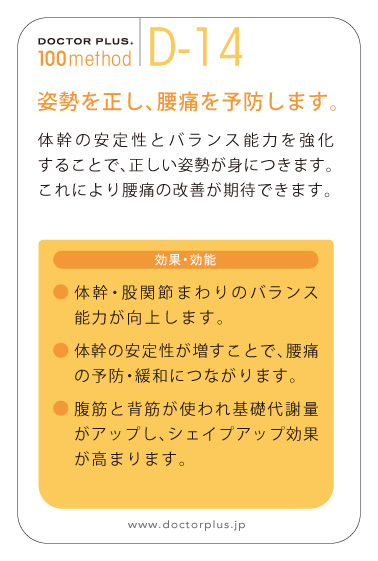 DOCTOR PLUS.
100method
D-14
姿勢を正し、腰痛を予防します。
体幹の安定性とバランス能力を強化
することで、正しい姿勢が身につきます。
これにより腰痛の改善が期待できます。
効果・効能
● 体幹・股関節まわりのバランス
能力が向上します。
● 体幹の安定性が増すことで、腰痛
の予防・緩和につながります。
● 腹筋と背筋が使われ基礎代謝量
がアップし、シェイプアップ効果
が高まります。
www.doctorplus.jp